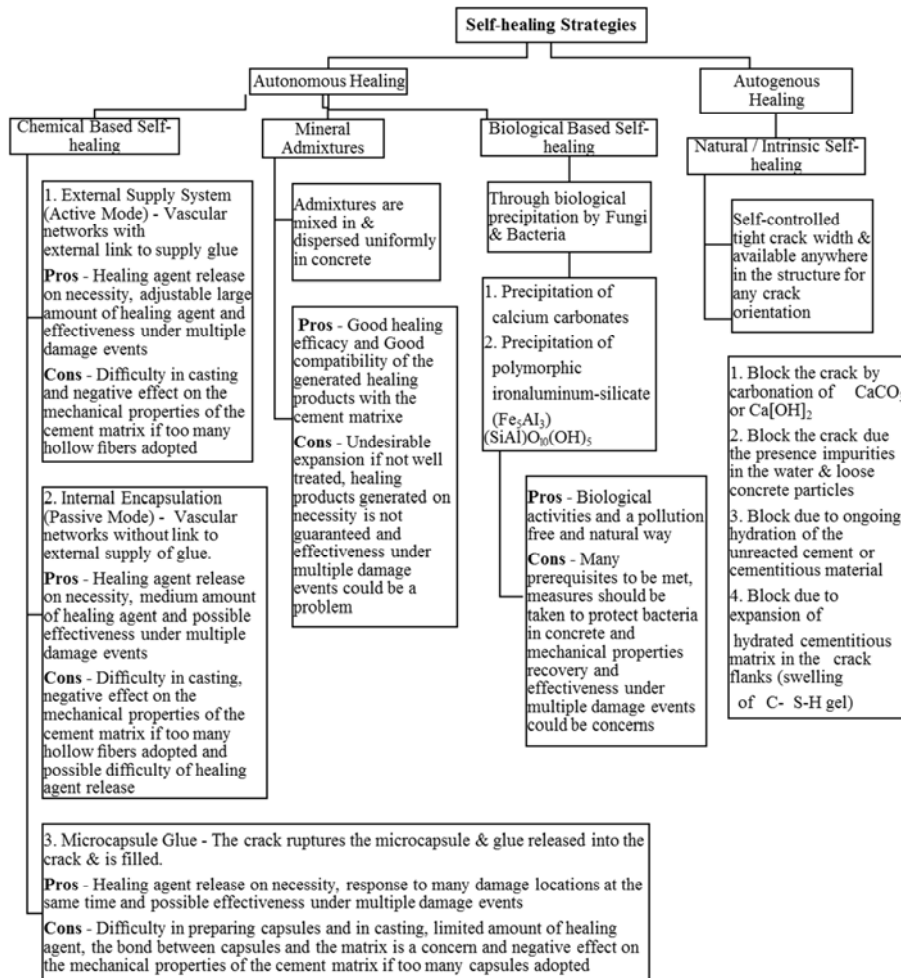 Self-healing Strategies
Autonomous Healing
Autogenous
Healing
Chemical Based Self-
healing
Mineral
Admixtures
Biological Based Self-
healing
Natural / Intrinsic Self-
healing
1. External Supply System
(Active Mode) - Vascular
networks with
external link to supply glue
Pros - Healing agent release
on necessity, adjustable large
amount of healing agent and
effectiveness under multiple
damage events
Cons - Difficulty in casting
and negative effect on the
mechanical properties of the
cement matrix if too many
hollow fibers adopted
2. Internal Encapsulation
(Passive Mode) - Vascular
networks without link to
external supply of glue.
Pros - Healing agent release
on necessity, medium amount
of healing agent and possible
effectiveness under multiple
damage events
Cons - Difficulty in casting,
negative effect on the
mechanical properties of the
cement matrix if too many
hollow fibers adopted and
possible difficulty of healing
agent release
3. Microcapsule Glue - The crack ruptures the microcapsule & glue released into the
crack & is filled.
Pros - Healing agent release on necessity, response to many damage locations at the
same time and possible effectiveness under multiple damage events
Cons - Difficulty in preparing capsules and in casting, limited amount of healing
agent, the bond between capsules and the matrix is a concern and negative effect on
the mechanical properties of the cement matrix if too many capsules adopted
Admixtures are
mixed in &
dispersed uniformly
in concrete
Pros - Good healing
efficacy and Good
compatibility of the
generated healing
products with the
cement matrixe
Cons - Undesirable
expansion if not well
treated, healing
products generated on
necessity is not
guaranteed and
effectiveness under
multiple damage
events could be a
problem
Through biological
precipitation by Fungi
& Bacteria
1. Precipitation of
calcium carbonates
2. Precipitation of
polymorphic
ironaluminum-silicate
(Fe₅AI₃)
(SiAl)O₁₀(OH)₅
Pros - Biological
activities and a pollution
free and natural way
Cons - Many
prerequisites to be met,
measures should be
taken to protect bacteria
in concrete and
mechanical properties
recovery and
effectiveness under
multiple damage events
could be concerns
Self-controlled
tight crack width &
available anywhere
in the structure for
any crack
orientation
1. Block the crack by
carbonation of CaCO₃
or Ca[OH]₂
2. Block the crack due
the presence impurities
in the water & loose
concrete particles
3. Block due to ongoing
hydration of the
unreacted cement or
cementitious material
4. Block due to
expansion of
hydrated cementitious
matrix in the crack
flanks (swelling
of C- S-H gel)